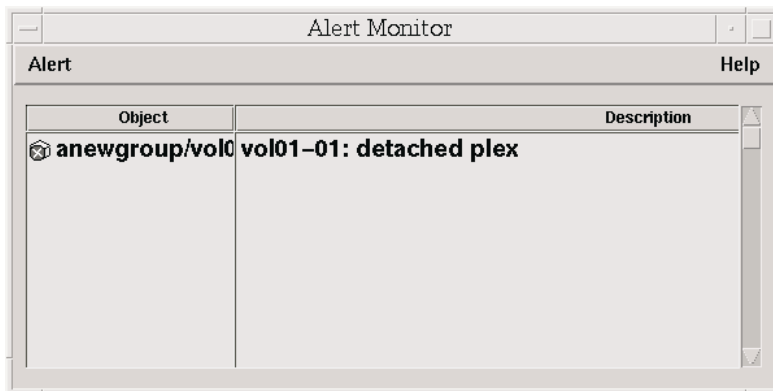 Alert Monitor
Alert Help
Object Description
anewgroup/vol0 vol01-01: detached plex